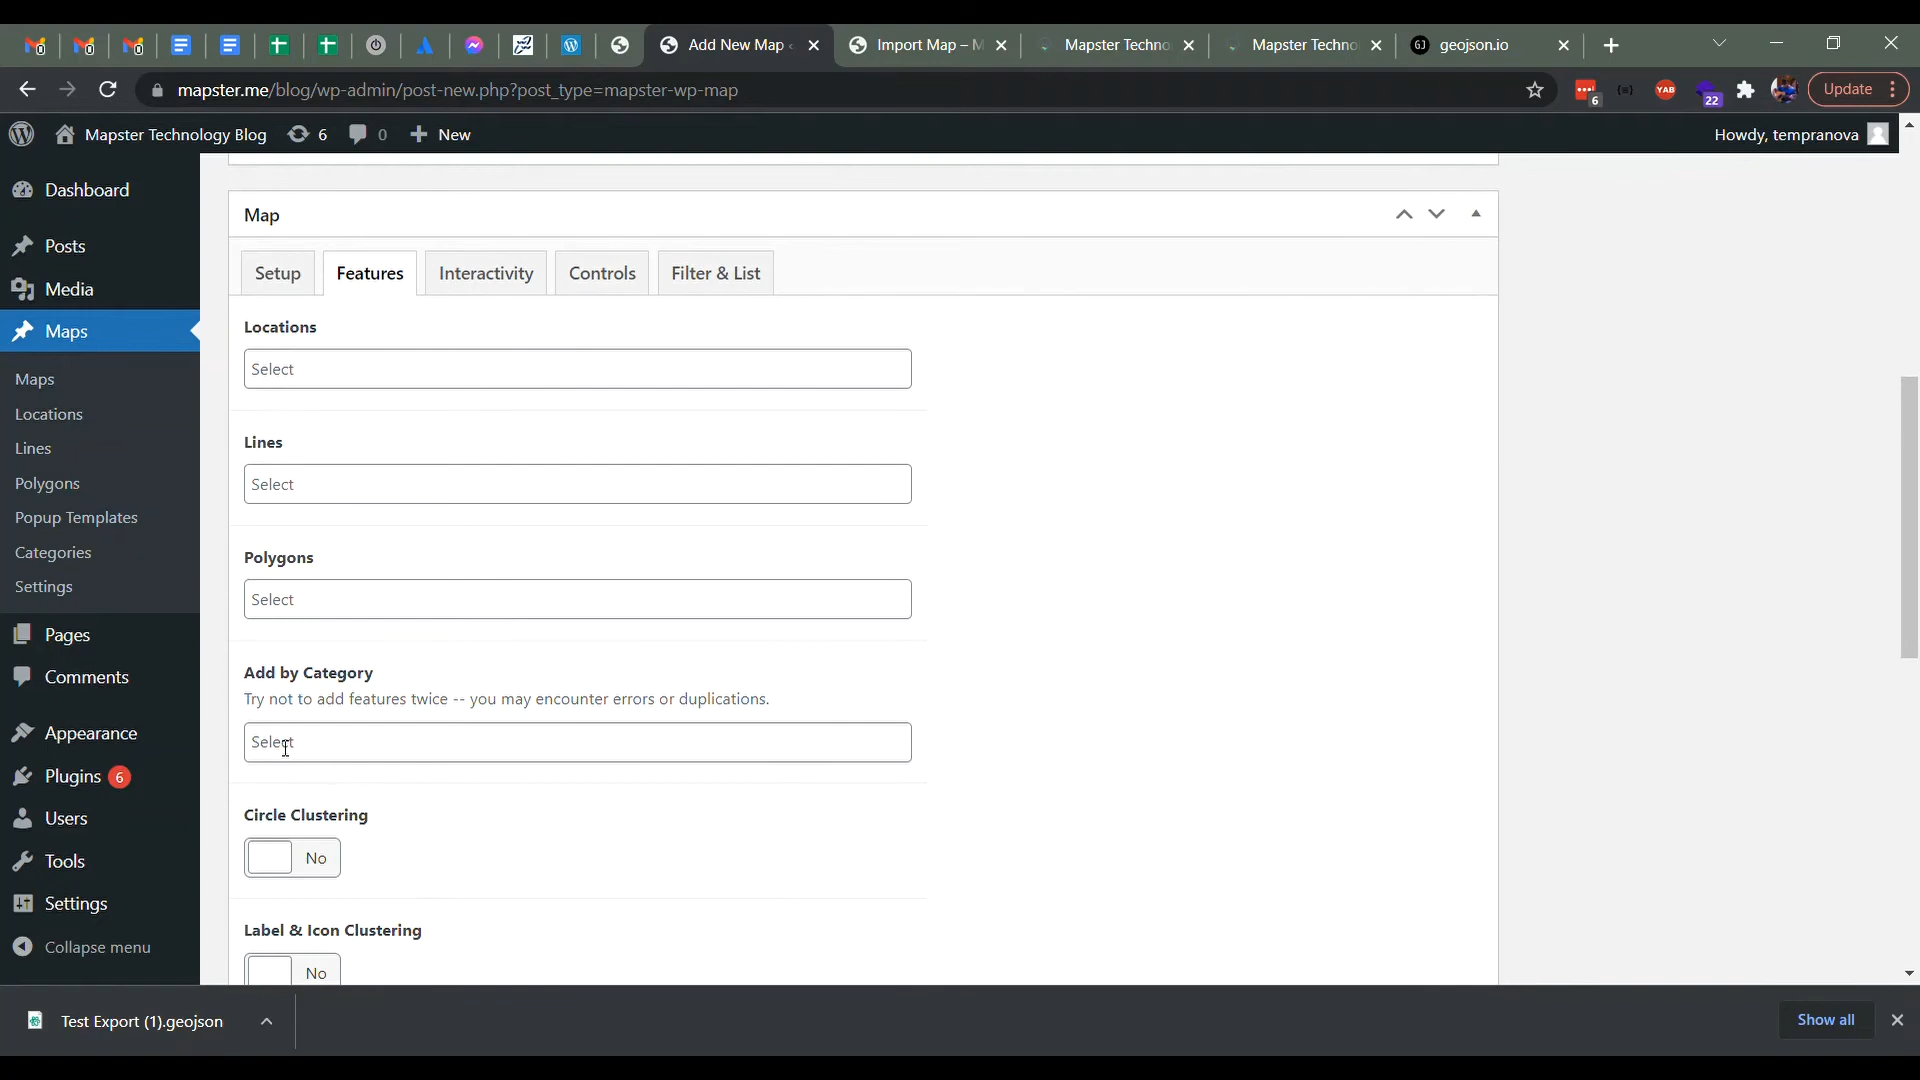 Add New Map
Import Map – M
Mapster Techno
Mapster Techno
geojson.io
mapster.me/blog/wp-admin/post-new.php?post_type=mapster-wp-map
6
YAB
22
Update
Mapster Technology Blog
6
0
New
Howdy, tempranova
Dashboard
Posts
Media
Maps
Maps
Locations
Lines
Polygons
Popup Templates
Categories
Settings
Pages
Comments
Appearance
Plugins 6
Users
Tools
Settings
Collapse menu
Map
Setup
Features
Interactivity
Controls
Filter & List
Locations
Select
Lines
Select
Polygons
Select
Add by Category
Try not to add features twice -- you may encounter errors or duplications.
Select
Circle Clustering
No
Label & Icon Clustering
No
Test Export (1).geojson
Show all